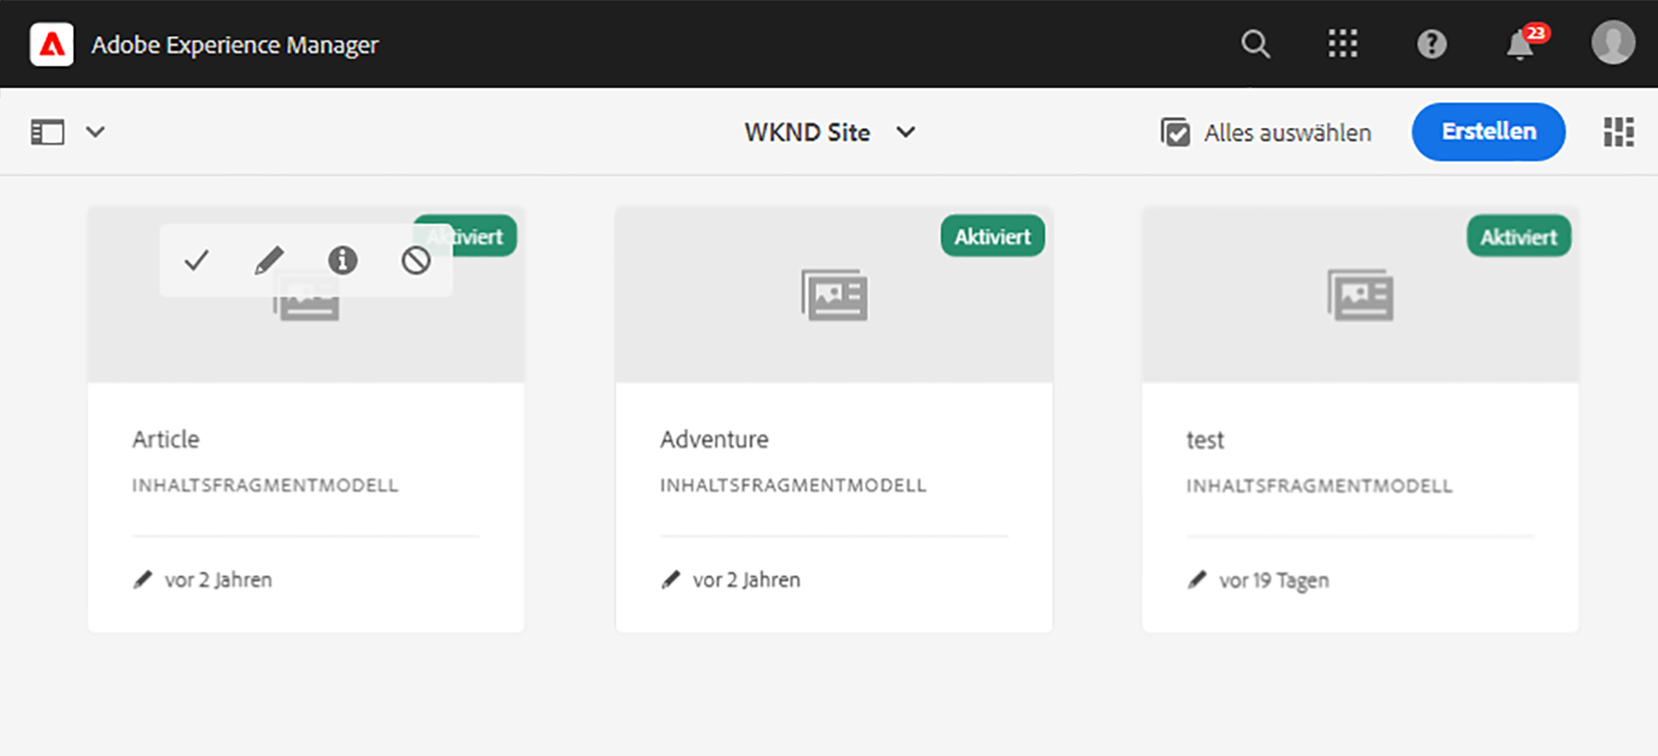 Adobe Experience Manager
23
WKND Site
Alles auswählen
Erstellen
Aktiviert
Aktiviert
Aktiviert
Article
INHALTSFRAGMENTMODELL
vor 2 Jahren
Adventure
INHALTSFRAGMENTMODELL
vor 2 Jahren
test
INHALTSFRAGMENTMODELL
vor 19 Tagen